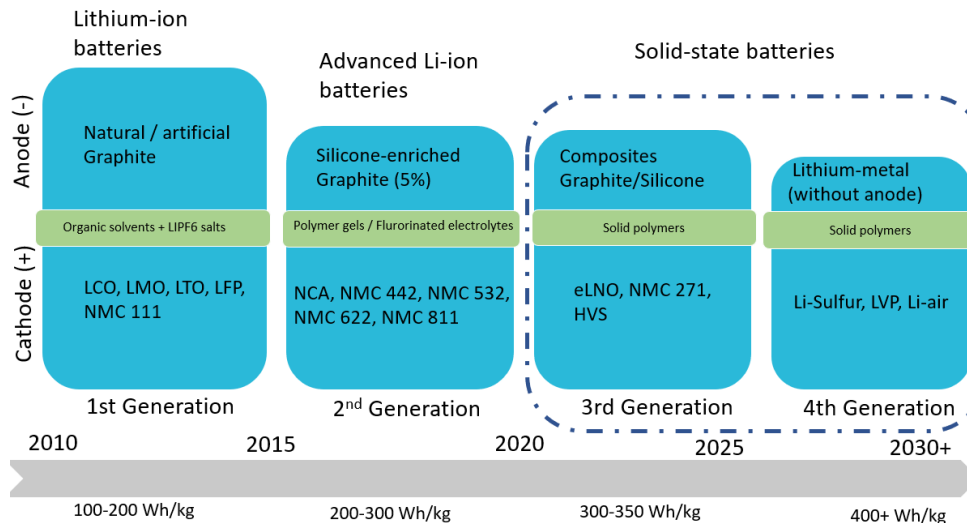 Lithium-ion
batteries
Advanced Li-ion
batteries
Solid-state batteries
Anode (-)
Cathode (+)
Natural / artificial
Graphite
Organic solvents + LIPF6 salts
LCO, LMO, LTO, LFP,
NMC 111
1st Generation
Silicone-enriched
Graphite (5%)
Polymer gels / Flurorinated electrolytes
NCA, NMC 442, NMC 532,
NMC 622, NMC 811
2nd Generation
Composites
Graphite/Silicone
Solid polymers
eLNO, NMC 271,
HVS
3rd Generation
Lithium-metal
(without anode)
Solid polymers
Li-Sulfur, LVP, Li-air
4th Generation
2010
2015
2020
2025
2030+
100-200 Wh/kg
200-300 Wh/kg
300-350 Wh/kg
400+ Wh/kg